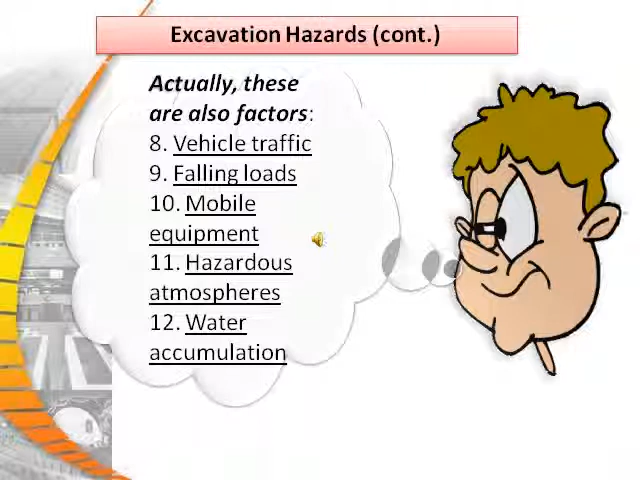 Excavation Hazards (cont.)
Actually, these
are also factors:
8. Vehicle traffic
9. Falling loads
10. Mobile
equipment
11. Hazardous
atmospheres
12. Water
accumulation